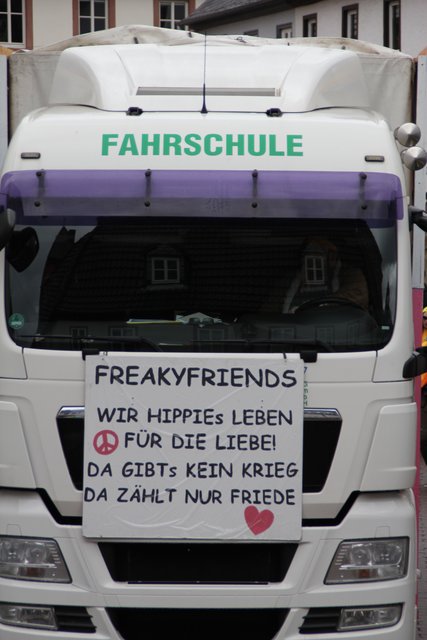 FAHRSCHULE
FREAKYFRIENDS
WIR HIPPIEs LEBEN
FÜR DIE LIEBE!
DA GIBTs KEIN KRIEG
DA ZÄHLT NUR FRIEDE